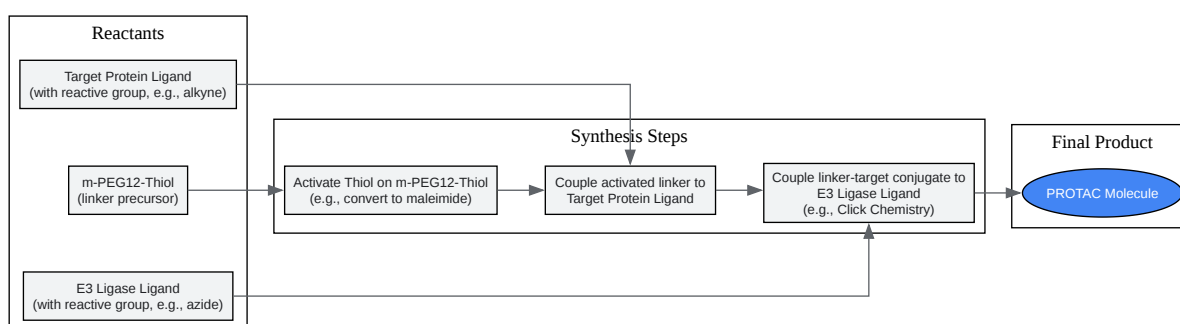 Reactants
Target Protein Ligand
(with reactive group, e.g., alkyne)
m-PEG12-Thiol
(linker precursor)
E3 Ligase Ligand
(with reactive group, e.g., azide)
Synthesis Steps
Activate Thiol on m-PEG12-Thiol
(e.g., convert to maleimide)
Couple activated linker to
Target Protein Ligand
Couple linker-target conjugate to
E3 Ligase Ligand
(e.g., Click Chemistry)
Final Product
PROTAC Molecule